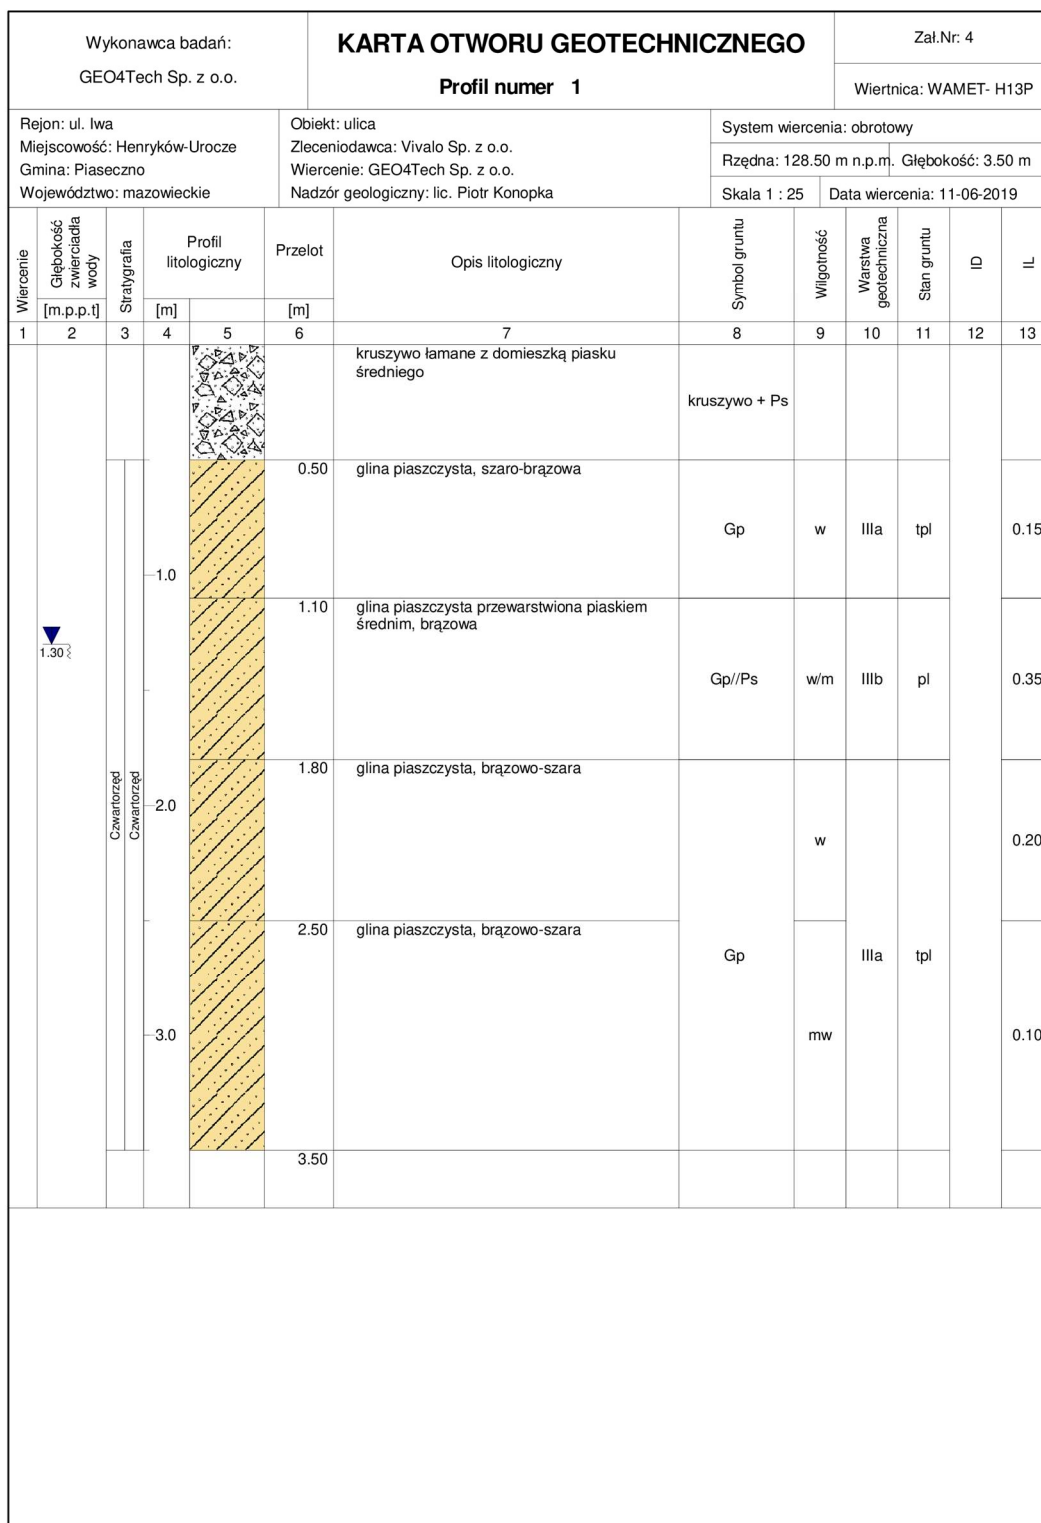 Wykonawca badań:
GEO4Tech Sp. z o.o.
KARTA OTWORU GEOTECHNICZNEGO
Profil numer 1
Zał.Nr: 4
Wiertnica: WAMET- H13P
Rejon: ul. Iwa
Miejscowość: Henryków-Urocze
Gmina: Piaseczno
Województwo: mazowieckie
Obiekt: ulica
Zleceniodawca: Vivalo Sp. z o.o.
Wiercenie: GEO4Tech Sp. z o.o.
Nadzór geologiczny: lic. Piotr Konopka
System wiercenia: obrotowy
Rzędna: 128.50 m n.p.m. Głębokość: 3.50 m
Skala 1 : 25 Data wiercenia: 11-06-2019
Wiercenie
Głębokość
zwierciadła
wody
[m.p.p.t]
Stratygrafia
Profil
litologiczny
[m]
Przelot
[m]
Opis litologiczny
Symbol gruntu
Wilgotność
Warstwa
geotechniczna
Stan gruntu
ID
IL
1 2 3 4 5 6 7 8 9 10 11 12 13
kruszywo łamane z domieszką piasku
średniego
kruszywo + Ps
0.50 glina piaszczysta, szaro-brązowa
Gp w IIIa tpl 0.15
1.0
1.10 glina piaszczysta przewarstwiona piaskiem
średnim, brązowa
1.30
Gp//Ps w/m IIIb pl 0.35
1.80 glina piaszczysta, brązowo-szara
Czwartorzęd
Czwartorzęd
2.0
w 0.20
2.50 glina piaszczysta, brązowo-szara
Gp IIIa tpl
3.0
mw 0.10
3.50